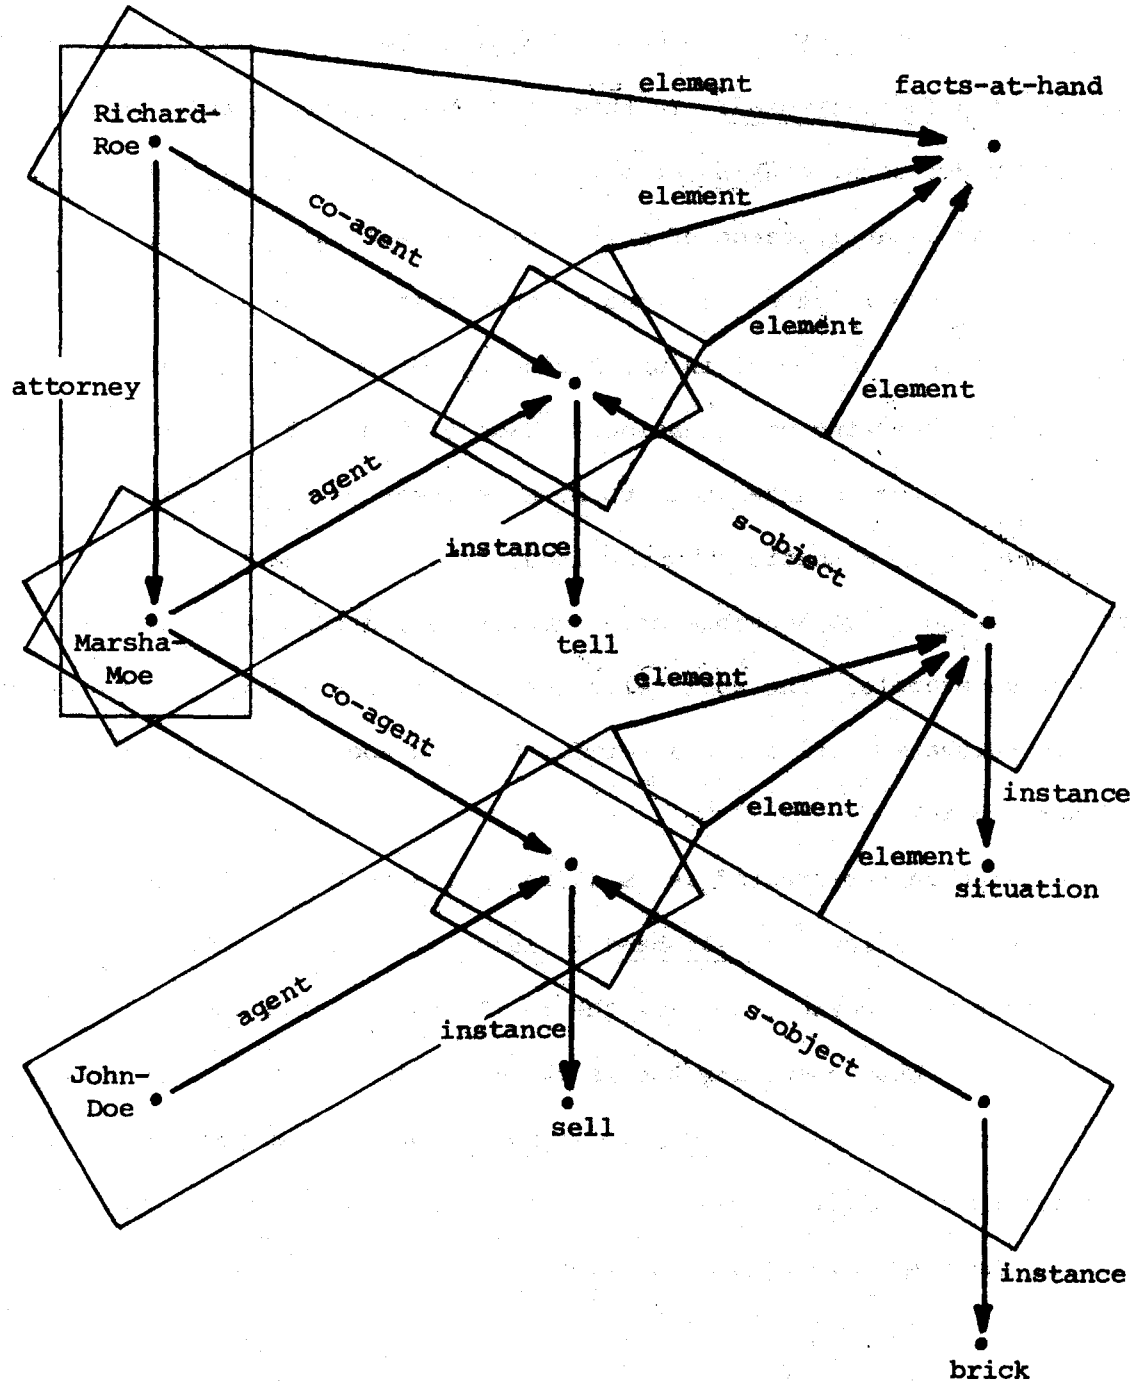 element
facts-at-hand
Richard-
Roe
element
co-agent
element
attorney
element
agent
s-object
instance
Marsha-
Moe
tell
element
co-agent
instance
element
element
situation
agent
s-object
instance
John-
Doe
sell
instance
brick